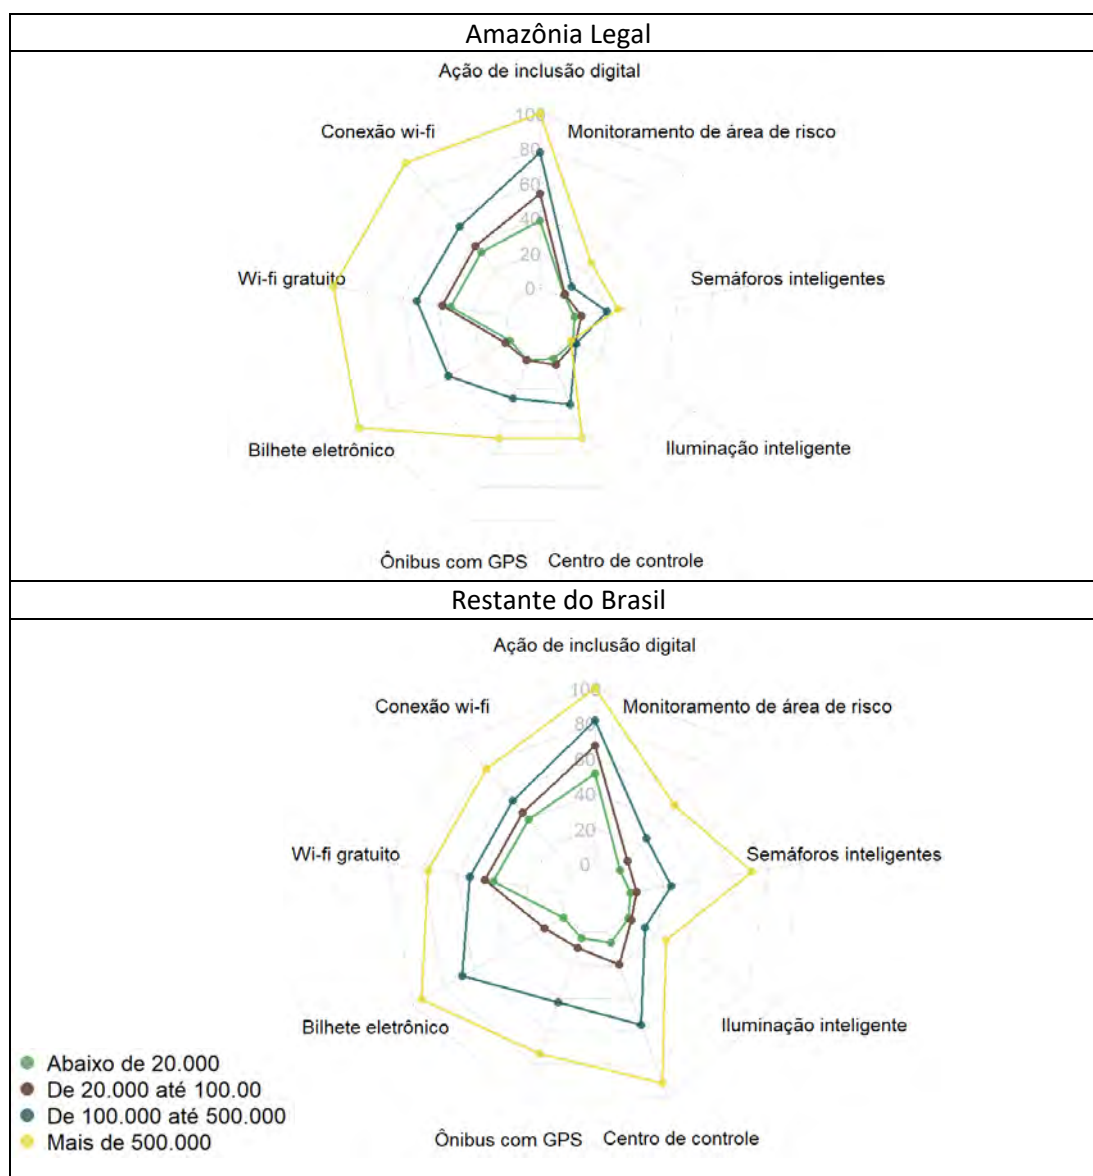 Amazônia Legal
Ação de inclusão digital
100
Conexão wi-fi
Monitoramento de área de risco
80
60
40
20
Wi-fi gratuito
Semáforos inteligentes
0
Bilhete eletrônico
Iluminação inteligente
Ônibus com GPS
Centro de controle
Restante do Brasil
Ação de inclusão digital
100
Conexão wi-fi
Monitoramento de área de risco
80
60
40
20
Wi-fi gratuito
Semáforos inteligentes
0
Bilhete eletrônico
Iluminação inteligente
Abaixo de 20.000
De 20.000 até 100.00
De 100.000 até 500.000
Mais de 500.000
Ônibus com GPS
Centro de controle